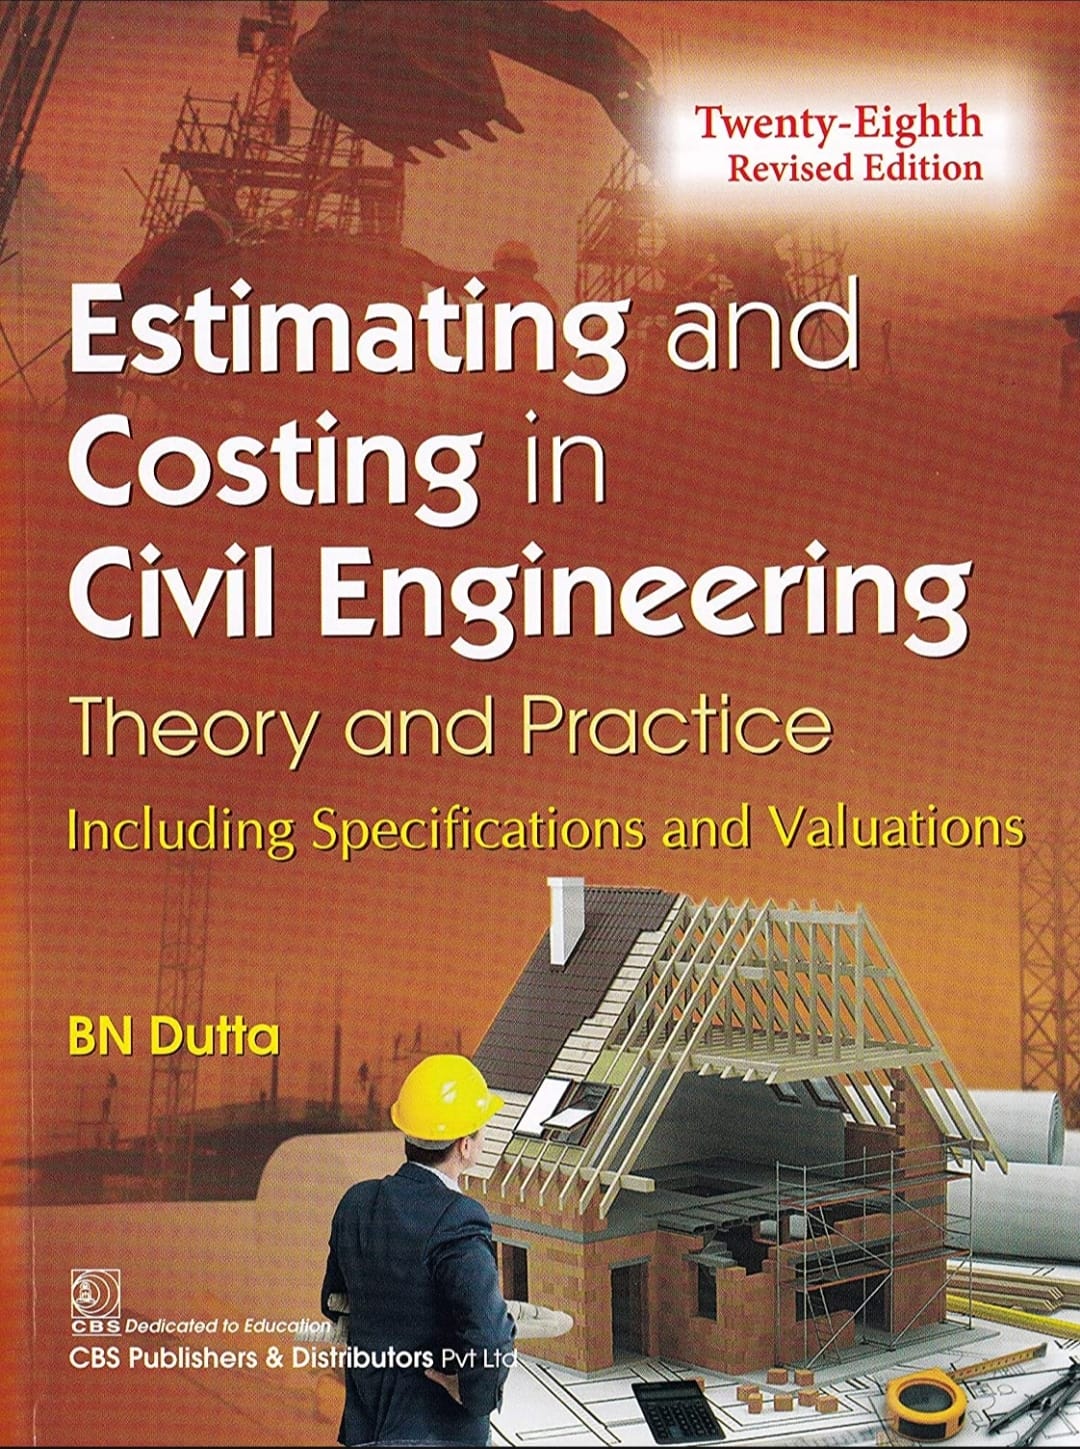 Twenty-Eighth
Revised Edition
Estimating and
Costing in
Civil Engineering
Theory and Practice
Including Specifications and Valuations
BN Dutta
CBS Dedicated to Education
CBS Publishers & Distributors Pvt Ltd